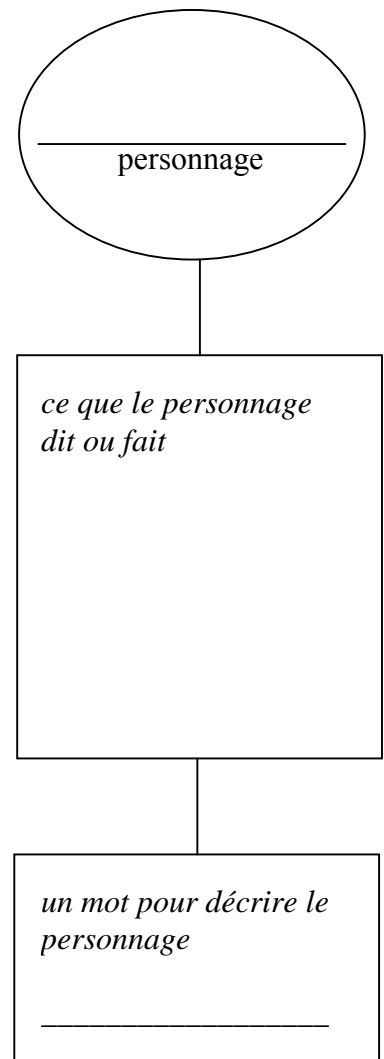 personnage
ce que le personnage
dit ou fait
un mot pour décrire le
personnage